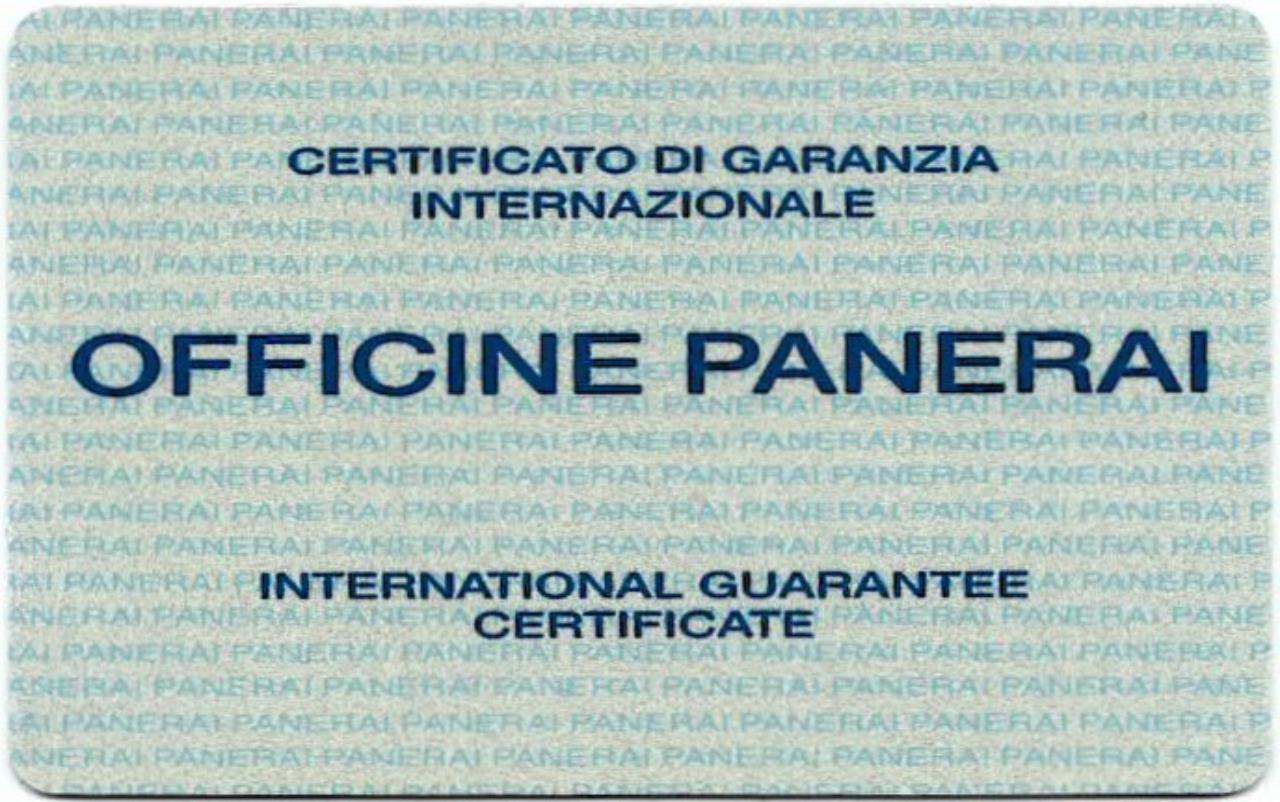 CERTIFICATO DI GARANZIA
INTERNAZIONALE
OFFICINE PANERAI
INTERNATIONAL GUARANTEE
CERTIFICATE